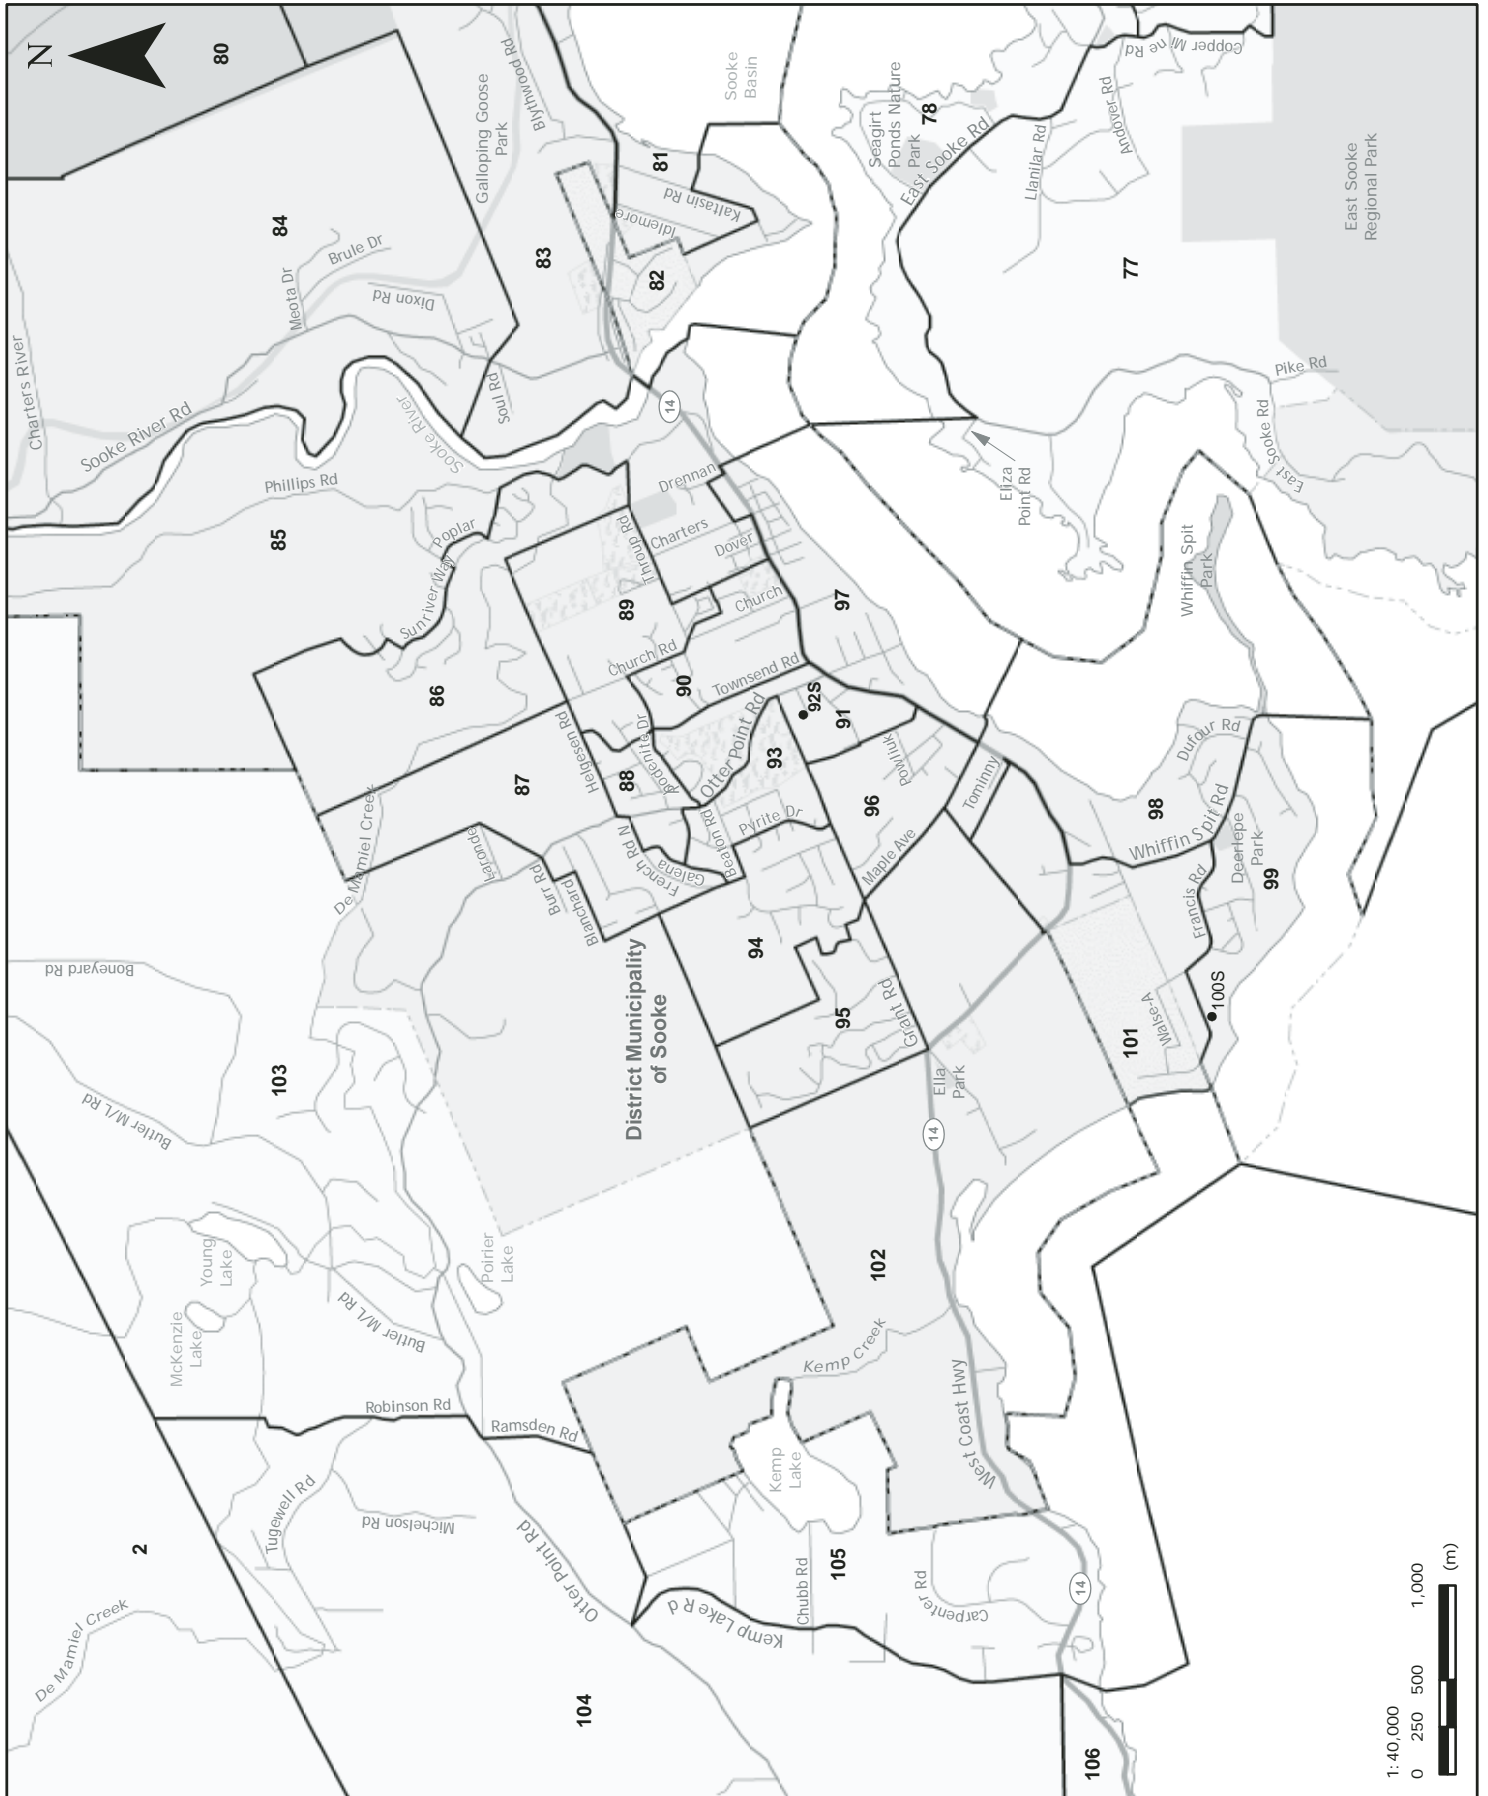 N
80
84
83
81
82
78
77
85
86
87
88
89
90
91
92S
93
94
95
96
97
98
99
100S
101
102
103
104
105
106
2
Sooke
Basin
Galloping Goose
Park
Blythwood Rd
Seagirt
Ponds Nature
Park
East Sooke Rd
Copper Mine Rd
Andover Rd
Llanilar Rd
East Sooke
Regional Park
Pike Rd
East Sooke Rd
Eliza
Point Rd
Whiffin Spit
Park
Kaltasin Rd
Idlemore
Brule Dr
Meota Dr
Dixon Rd
Soul Rd
Charters River
Sooke River Rd
Sooke River
Phillips Rd
Poplar
Sunriver Way
14
Drennan
Charters
Dover
Throup Rd
Church
Church Rd
Townsend Rd
Otter Point Rd
Helgesen Rd
De Mamiel Creek
Laronde
Burr Rd
Blanchard
French Rd N
Galena
Beaton Rd
Pyrite Dr
Powliuk
Tominny
Maple Ave
Grant Rd
Dufour Rd
Whiffin Spit Rd
Deerlepe
Park
Francis Rd
Walse-A
Ella
Park
14
District Municipality
of Sooke
Boneyard Rd
Butler M/L Rd
Young
Lake
McKenzie
Lake
Poirier
Lake
Butler M/L Rd
Robinson Rd
Ramsden Rd
Kemp Creek
Kemp
Lake
West Coast Hwy
Tugewell Rd
Michelson Rd
Otter Point Rd
Kemp Lake Rd
Chubb Rd
Carpenter Rd
14
De Mamiel Creek
1: 40,000
0 250 500 1,000
(m)